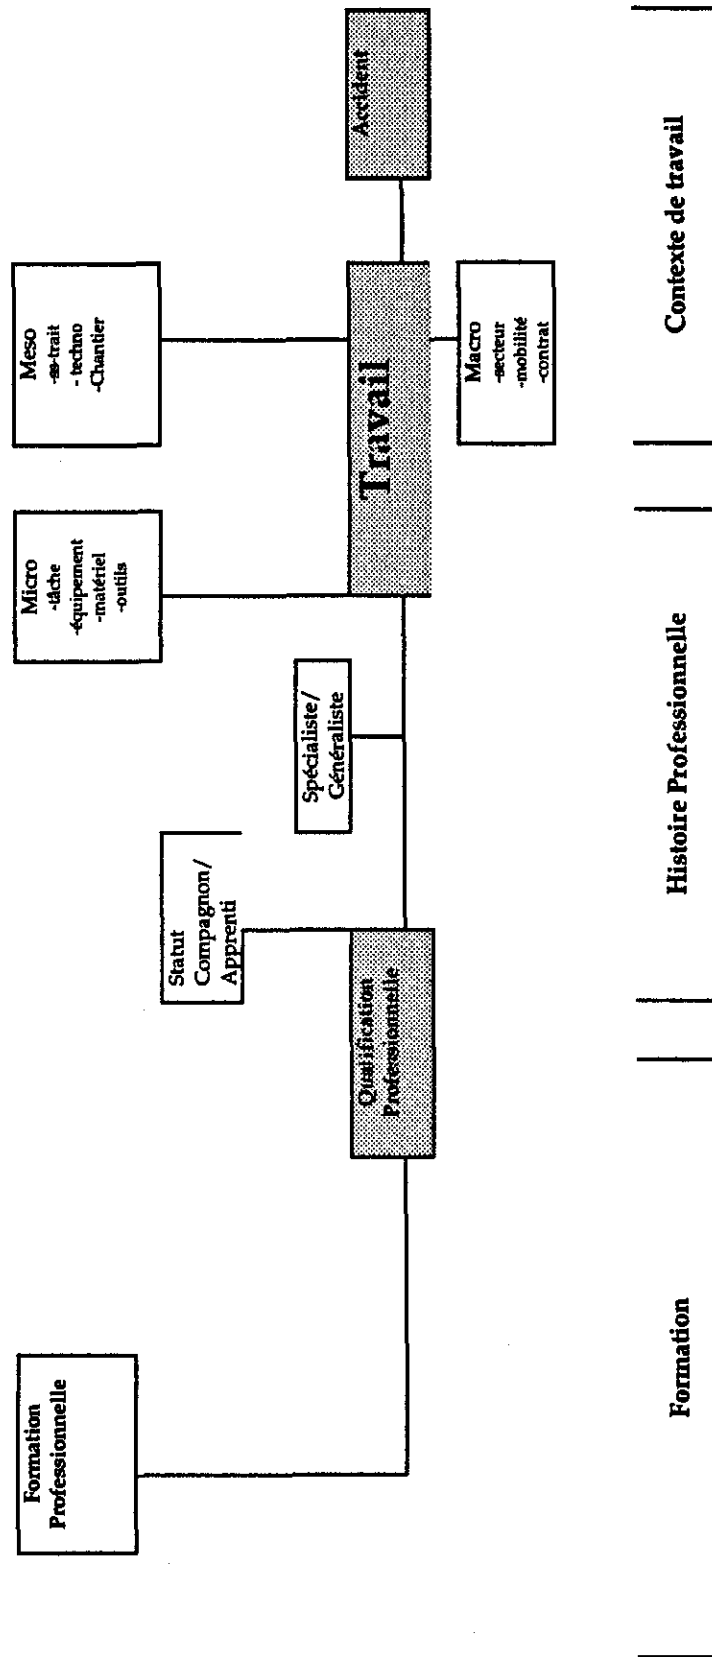 Formation
Professionnelle
Qualification
Professionnelle
Statut
Compagnon/
Apprenti
Spécialiste/
Généraliste
Micro
-tâche
-équipement
-matériel
-outils
Meso
-ss-trait
- techno
-Chantier
Travail
Macro
-secteur
-mobilité
-contrat
Accident
Formation
Histoire Professionnelle
Contexte de travail